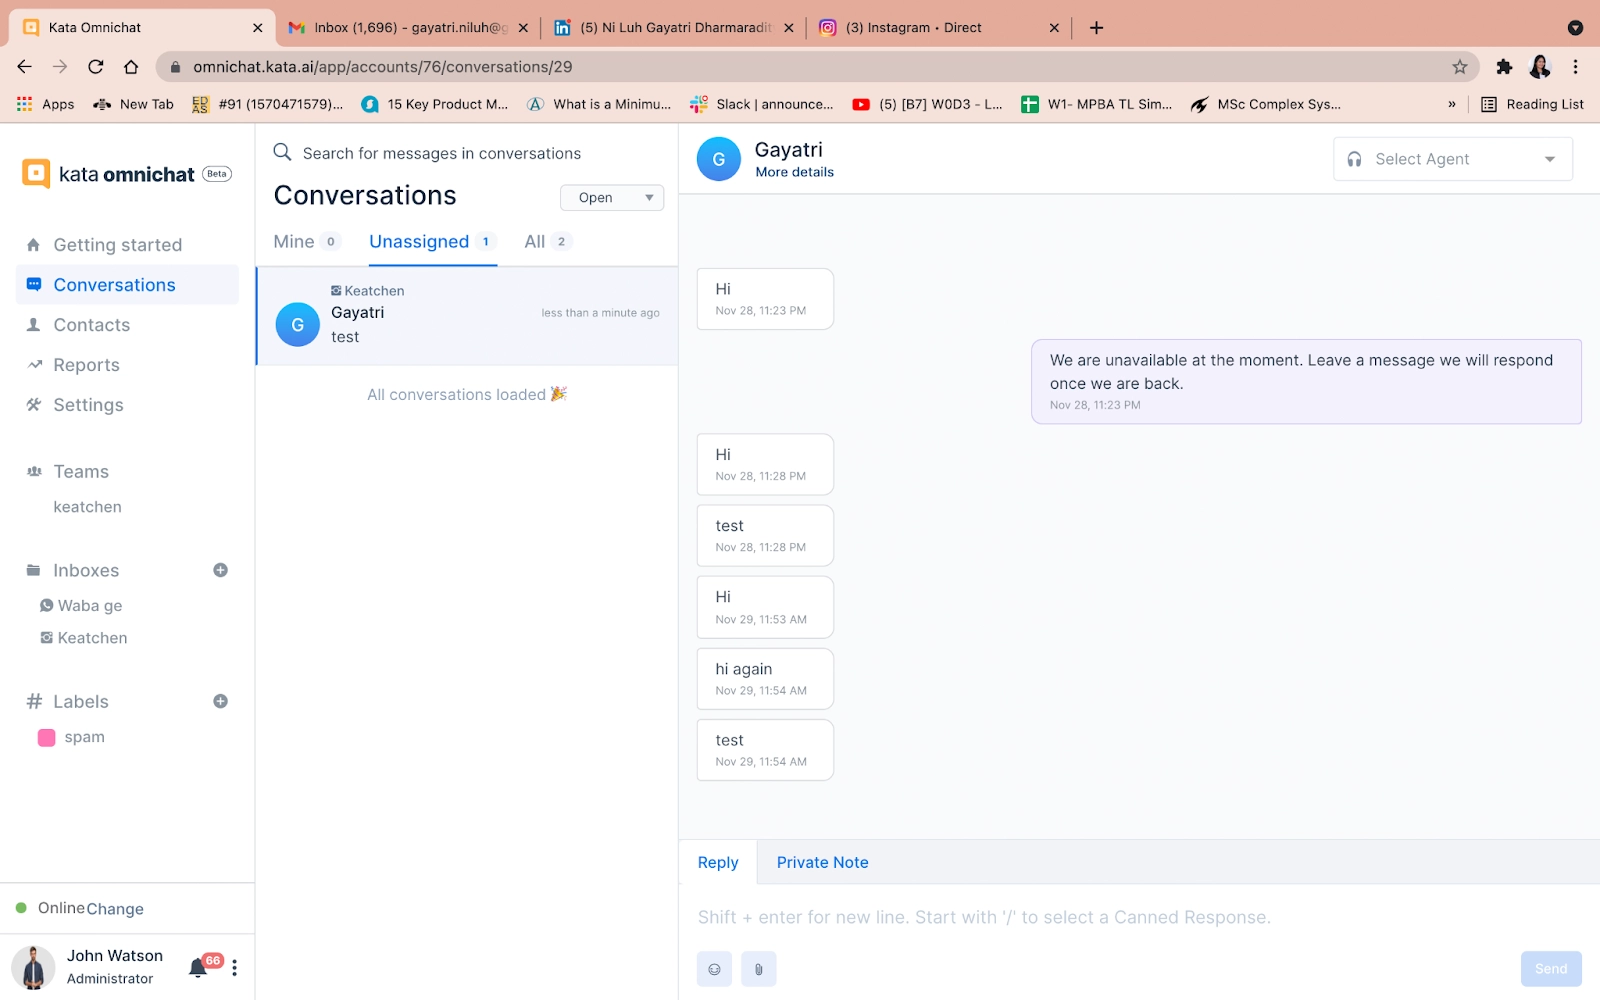 Kata Omnichat
Inbox (1,696) - gayatri.niluh@g
(5) Ni Luh Gayatri Dharmaradit
(3) Instagram • Direct
omnichat.kata.ai/app/accounts/76/conversations/29
Apps
New Tab
#91 (1570471579)...
15 Key Product M...
What is a Minimu...
Slack | announce...
(5) [B7] W0D3 - L...
W1- MPBA TL Sim...
MSc Complex Sys...
»
Reading List
kata omnichat Beta
Getting started
Conversations
Contacts
Reports
Settings
Teams
keatchen
Inboxes
Waba ge
Keatchen
Labels
spam
Online Change
John Watson
Administrator
66
Search for messages in conversations
Conversations
Open
Mine 0
Unassigned 1
All 2
Keatchen
G
Gayatri
less than a minute ago
test
All conversations loaded 🎉
G
Gayatri
More details
Select Agent
Hi
Nov 28, 11:23 PM
We are unavailable at the moment. Leave a message we will respond
once we are back.
Nov 28, 11:23 PM
Hi
Nov 28, 11:28 PM
test
Nov 28, 11:28 PM
Hi
Nov 29, 11:53 AM
hi again
Nov 29, 11:54 AM
test
Nov 29, 11:54 AM
Reply
Private Note
Shift + enter for new line. Start with '/' to select a Canned Response.
Send